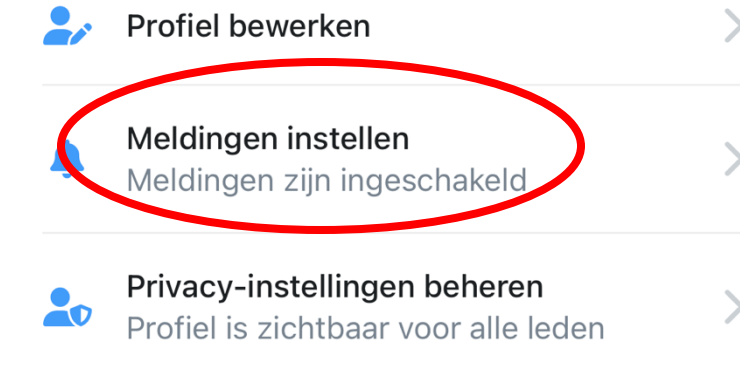 Profiel bewerken
Meldingen instellen
Meldingen zijn ingeschakeld
Privacy-instellingen beheren
Profiel is zichtbaar voor alle leden